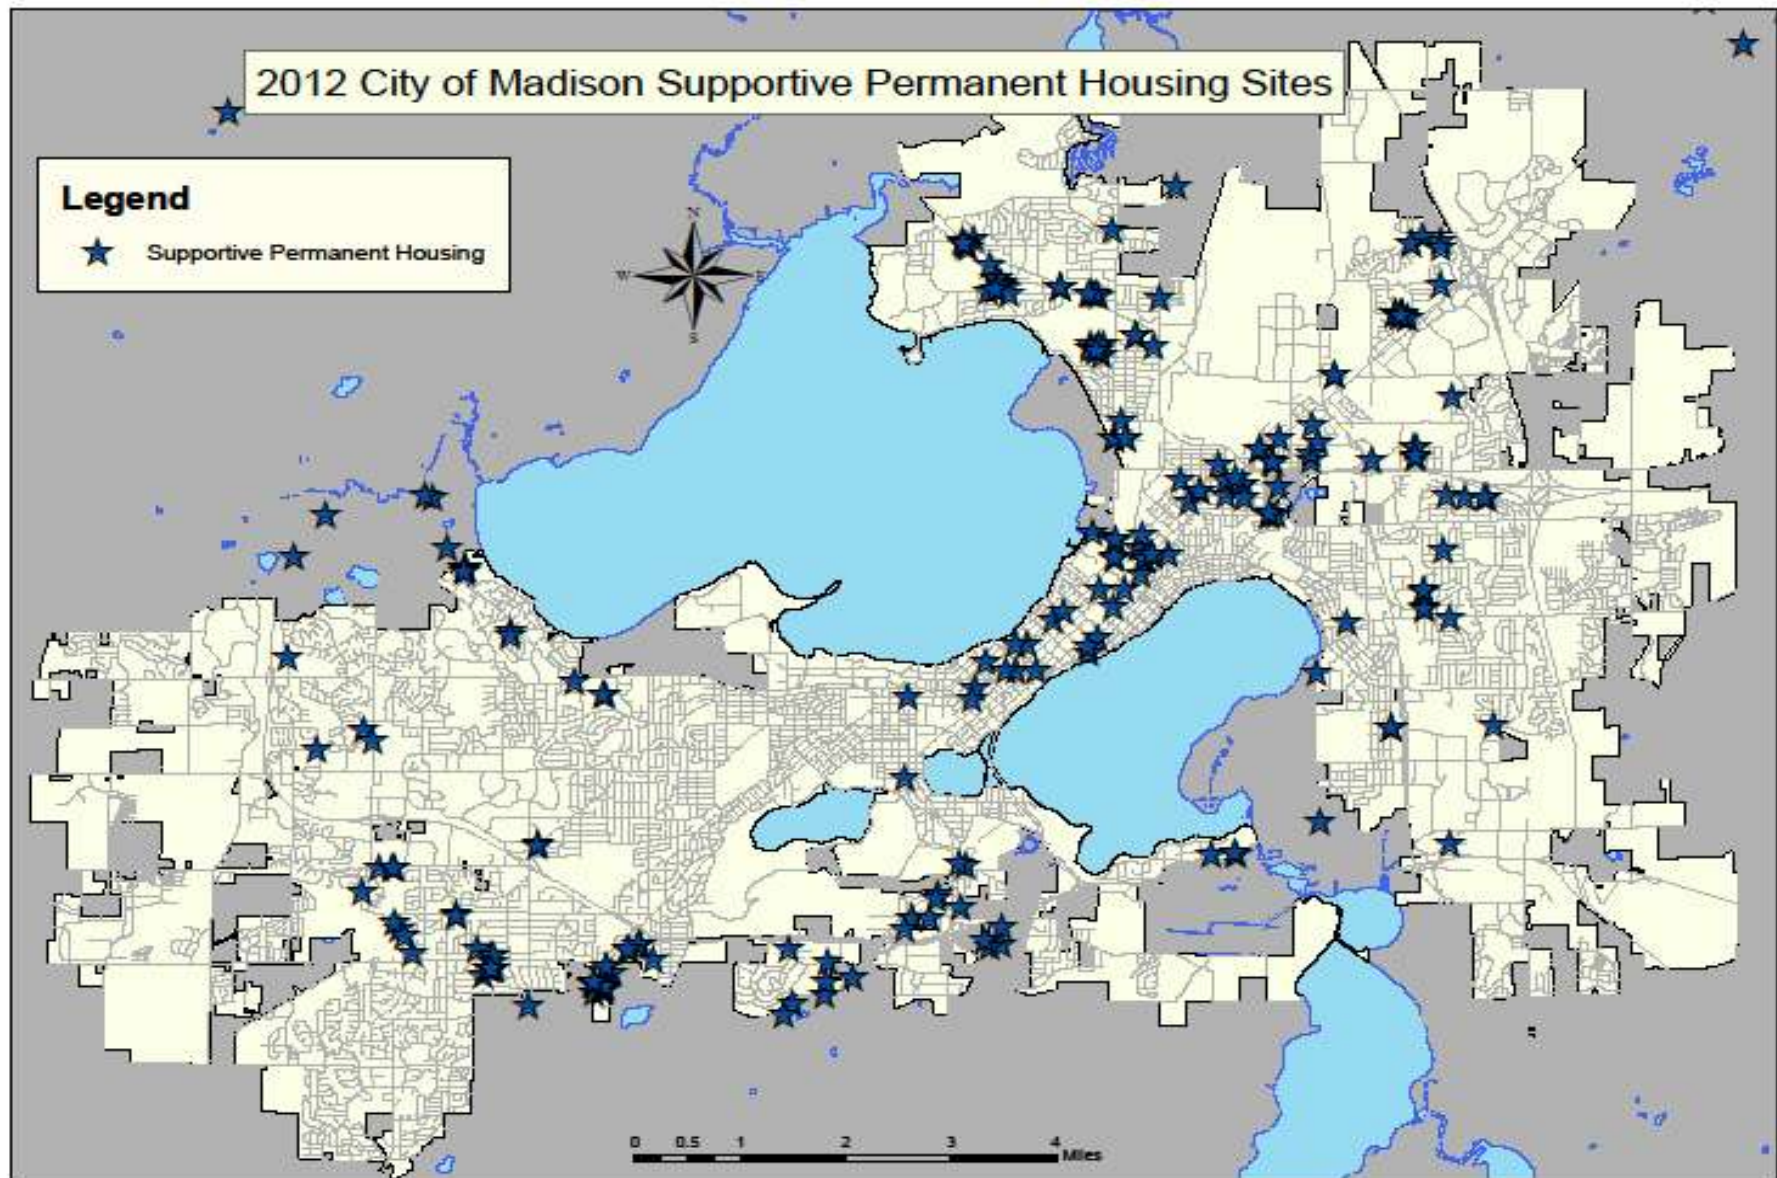 2012 City of Madison Supportive Permanent Housing Sites
Legend
Supportive Permanent Housing
N
W
E
S
0 0.5 1 2 3 4
Miles